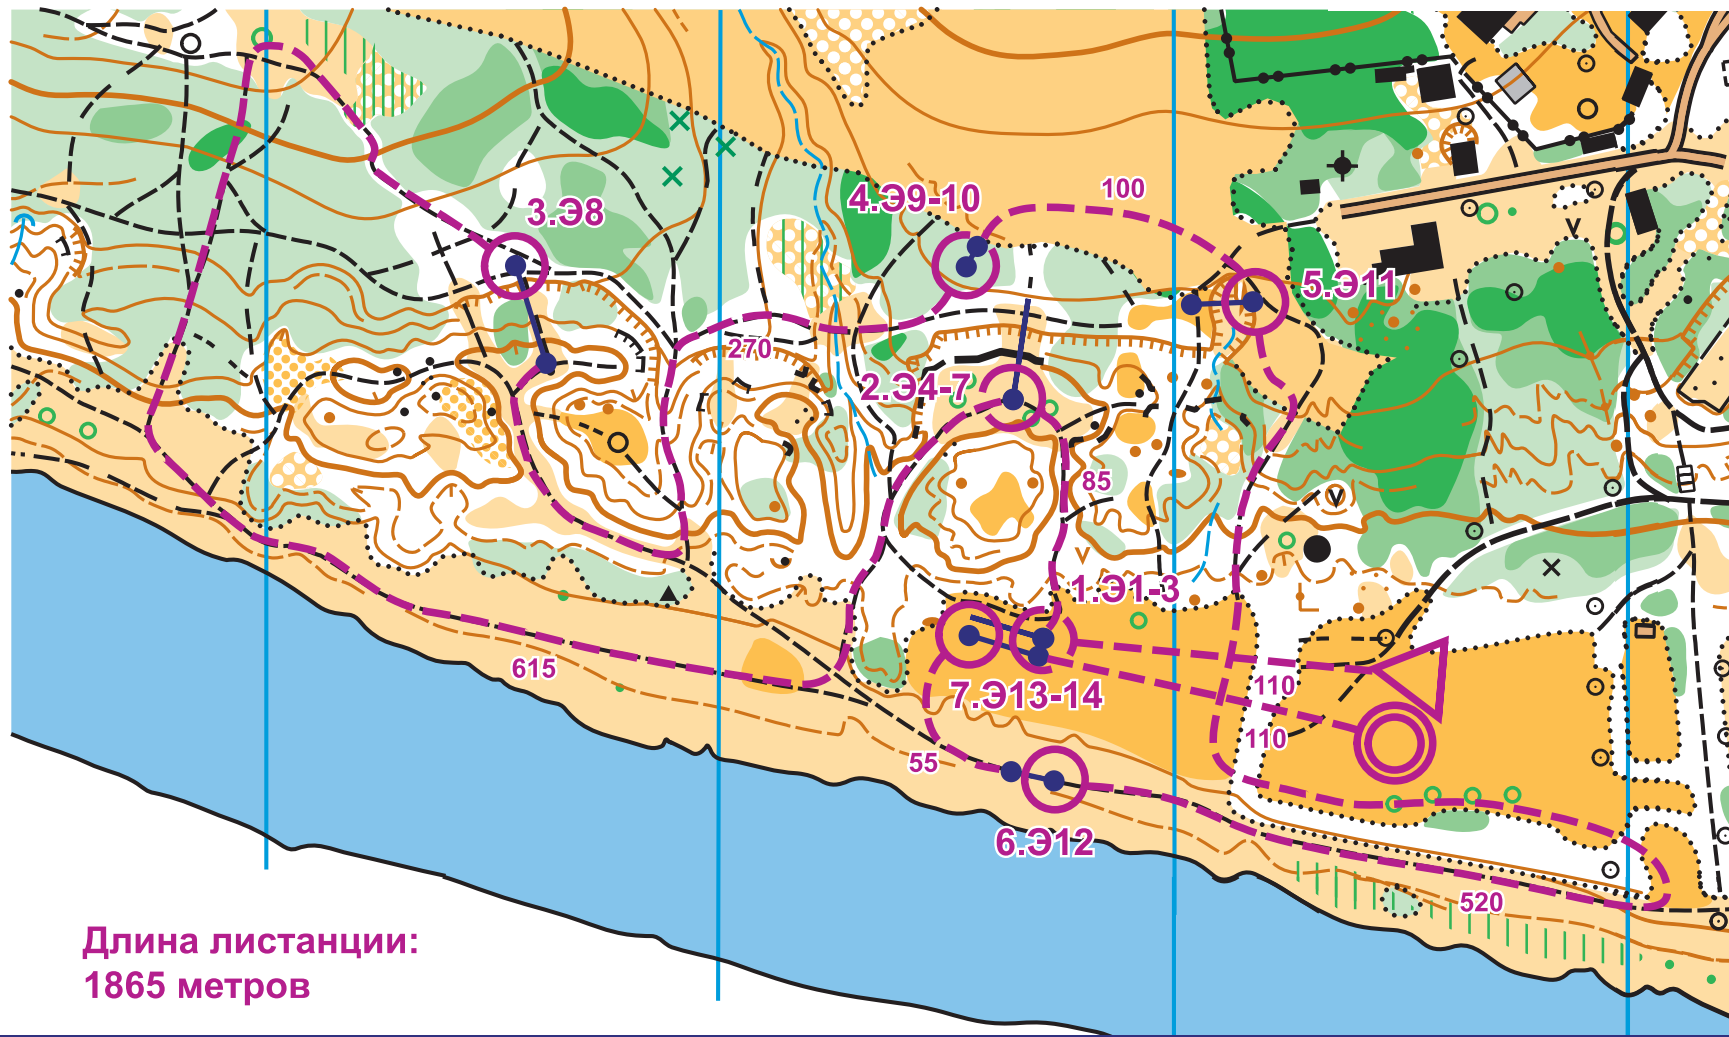 3.Э8
4.Э9-10
100
5.Э11
270
2.Э4-7
85
1.Э1-3
615
7.Э13-14
110
110
55
6.Э12
520
Длина листанции:
1865 метров